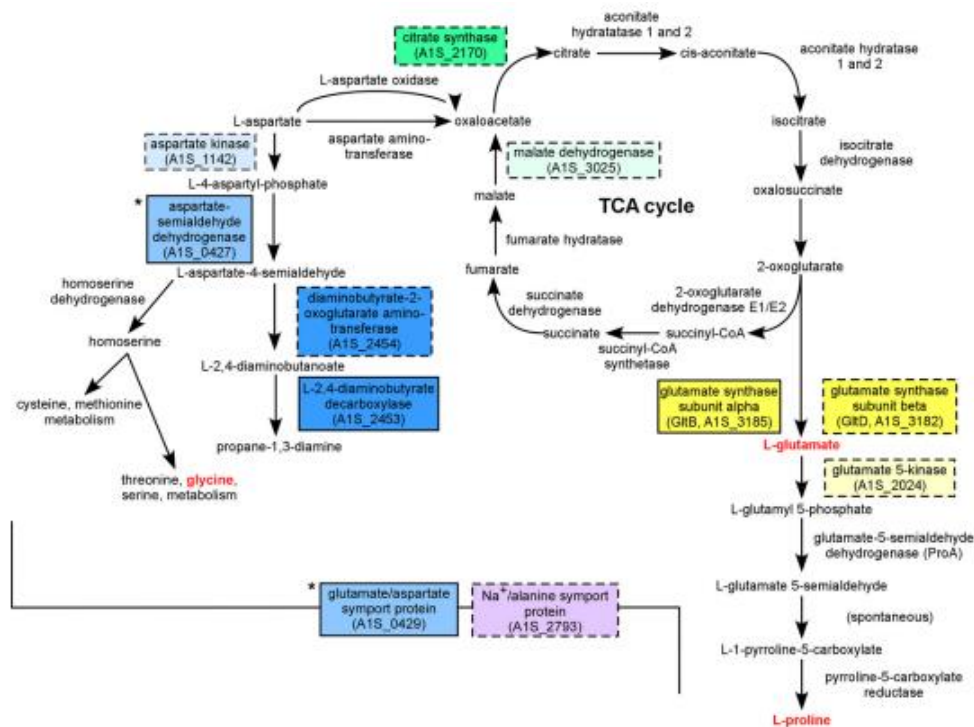 citrate synthase
(A1S_2170)
aconitate
hydratatase 1 and 2
citrate
cis-aconitate
aconitate hydratase
1 and 2
L-aspartate oxidase
L-aspartate
oxaloacetate
isocitrate
aspartate amino-
transferase
aspartate kinase
(A1S_1142)
malate dehydrogenase
(A1S_3025)
isocitrate
dehydrogenase
L-4-aspartyl-phosphate
malate
oxalosuccinate
*
aspartate-
semialdehyde
dehydrogenase
(A1S_0427)
TCA cycle
fumarate hydratase
L-aspartate-4-semialdehyde
fumarate
2-oxoglutarate
homoserine
dehydrogenase
diaminobutyrate-2-
oxoglutarate amino-
transferase
(A1S_2454)
succinate
dehydrogenase
2-oxoglutarate
dehydrogenase E1/E2
homoserine
succinate
succinyl-CoA
succinyl-CoA
synthetase
L-2,4-diaminobutanoate
L-2,4-diaminobutyrate
decarboxylase
(A1S_2453)
glutamate synthase
subunit alpha
(GltB, A1S_3185)
glutamate synthase
subunit beta
(GltD, A1S_3182)
cysteine, methionine
metabolism
propane-1,3-diamine
L-glutamate
threonine, glycine,
serine, metabolism
glutamate 5-kinase
(A1S_2024)
L-glutamyl 5-phosphate
glutamate-5-semialdehyde
dehydrogenase (ProA)
*
glutamate/aspartate
symport protein
(A1S_0429)
Na+/alanine symport
protein
(A1S_2793)
L-glutamate 5-semialdehyde
(spontaneous)
L-1-pyrroline-5-carboxylate
pyrroline-5-carboxylate
reductase
L-proline